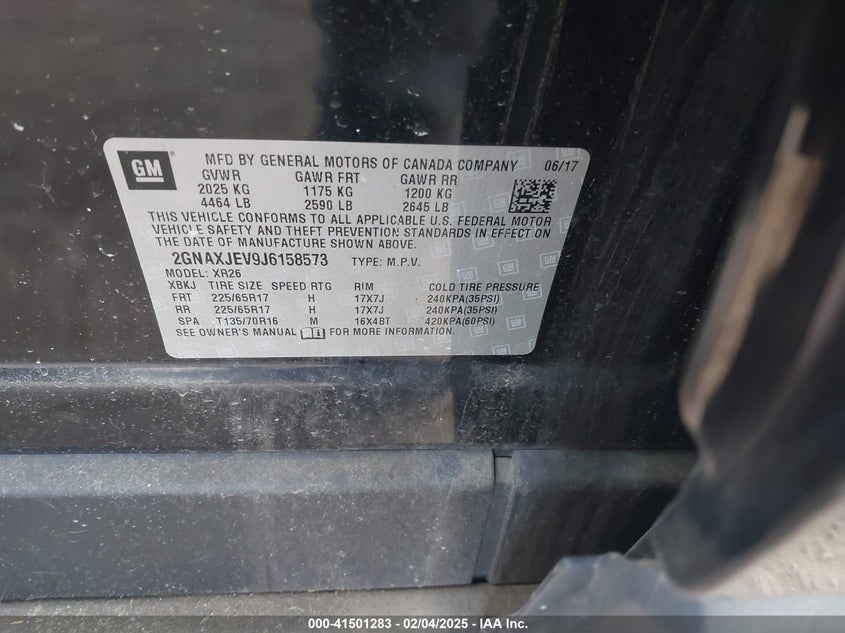 GM
MFD BY GENERAL MOTORS OF CANADA COMPANY 06/17
GVWR GAWR FRT GAWR RR
2025 KG 1175 KG 1200 KG
4464 LB 2590 LB 2645 LB
THIS VEHICLE CONFORMS TO ALL APPLICABLE U.S. FEDERAL MOTOR
VEHICLE SAFETY AND THEFT PREVENTION STANDARDS IN EFFECT
ON THE DATE OF MANUFACTURE SHOWN ABOVE.
2GNAXJEV9J6158573 TYPE: M.P.V.
MODEL: XR26
XBKJ TIRE SIZE SPEED RTG RIM COLD TIRE PRESSURE
FRT 225/65R17 H 17X7J 240KPA(35PSI)
RR 225/65R17 H 17X7J 240KPA(35PSI)
SPA T135/70R16 M 16X4BT 420KPA(60PSI)
SEE OWNER'S MANUAL FOR MORE INFORMATION.
000-41501283 - 02/04/2025 - IAA Inc.